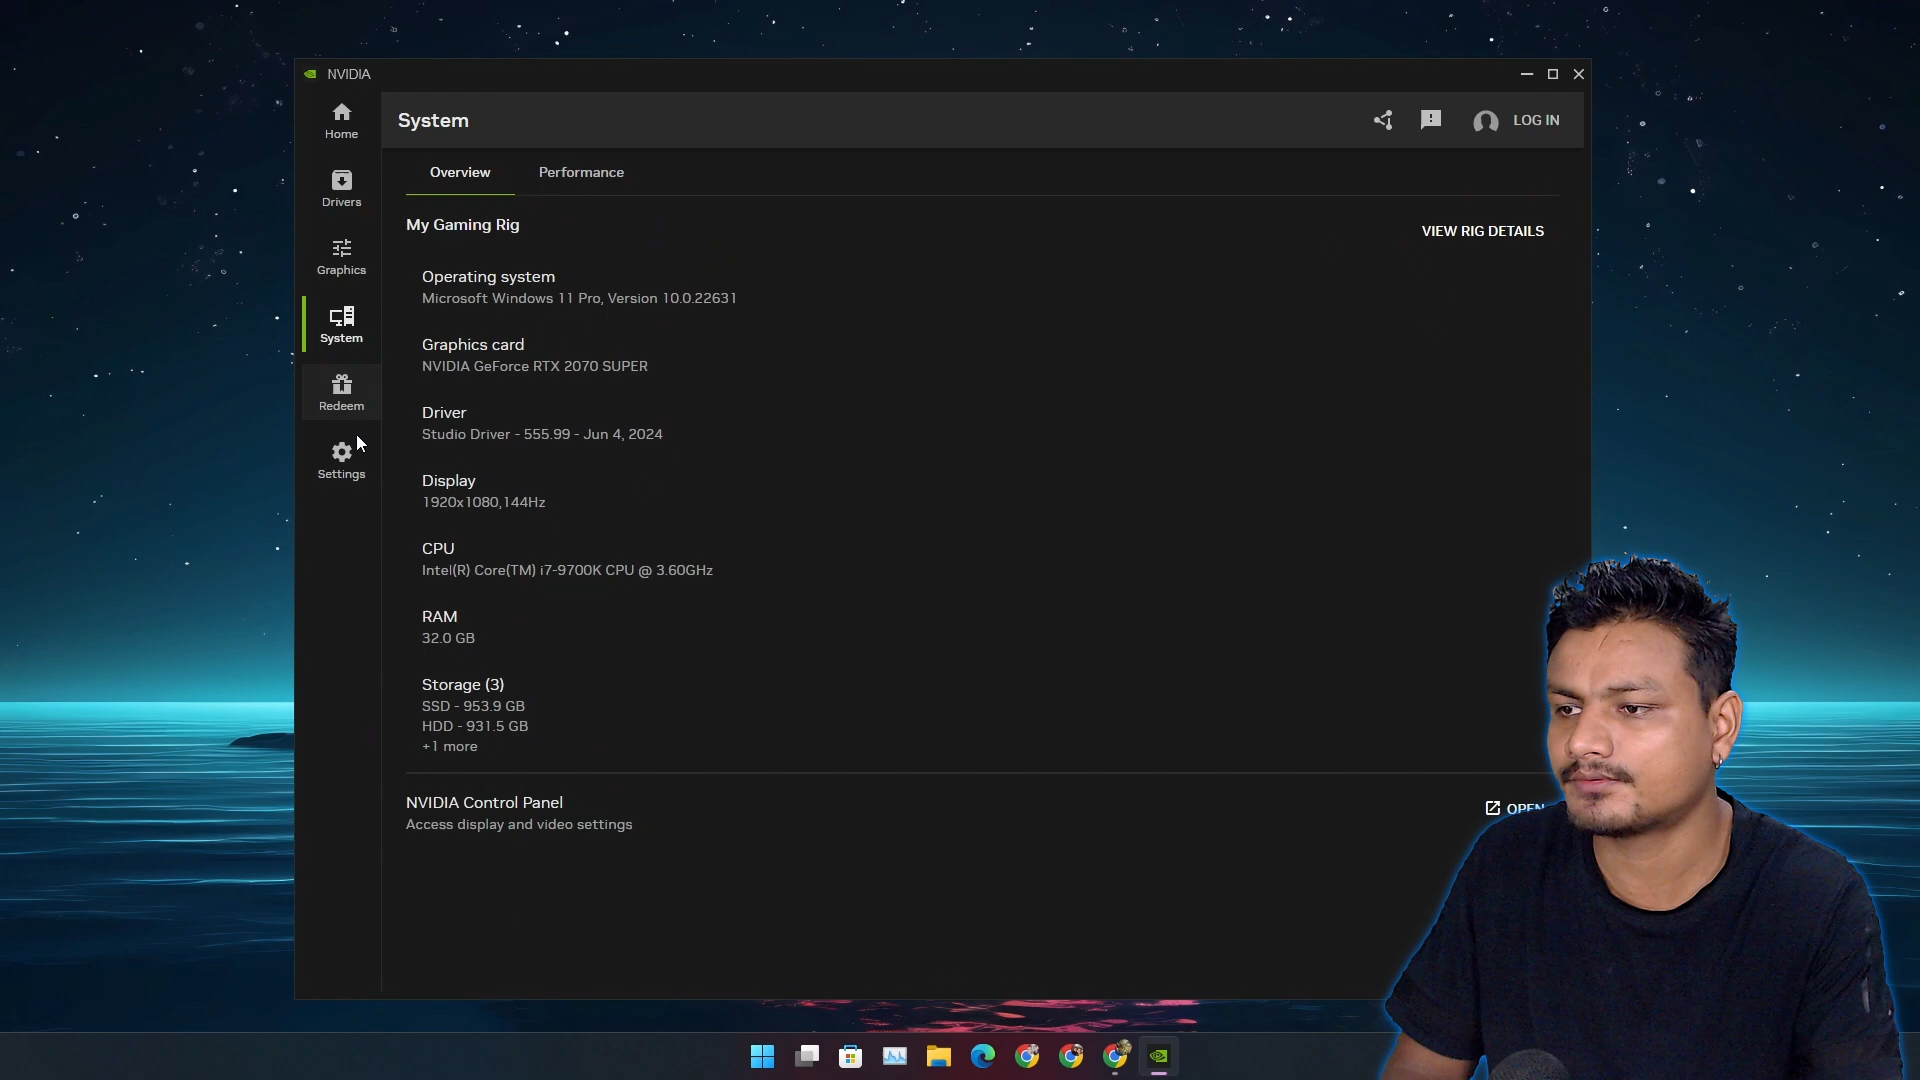 NVIDIA
Home
Drivers
Graphics
System
Redeem
Settings
System
LOG IN
Overview
Performance
My Gaming Rig
VIEW RIG DETAILS
Operating system
Microsoft Windows 11 Pro, Version 10.0.22631
Graphics card
NVIDIA GeForce RTX 2070 SUPER
Driver
Studio Driver - 555.99 - Jun 4, 2024
Display
1920x1080,144Hz
CPU
Intel(R) Core(TM) i7-9700K CPU @ 3.60GHz
RAM
32.0 GB
Storage (3)
SSD - 953.9 GB
HDD - 931.5 GB
+1 more
NVIDIA Control Panel
Access display and video settings
OPEN